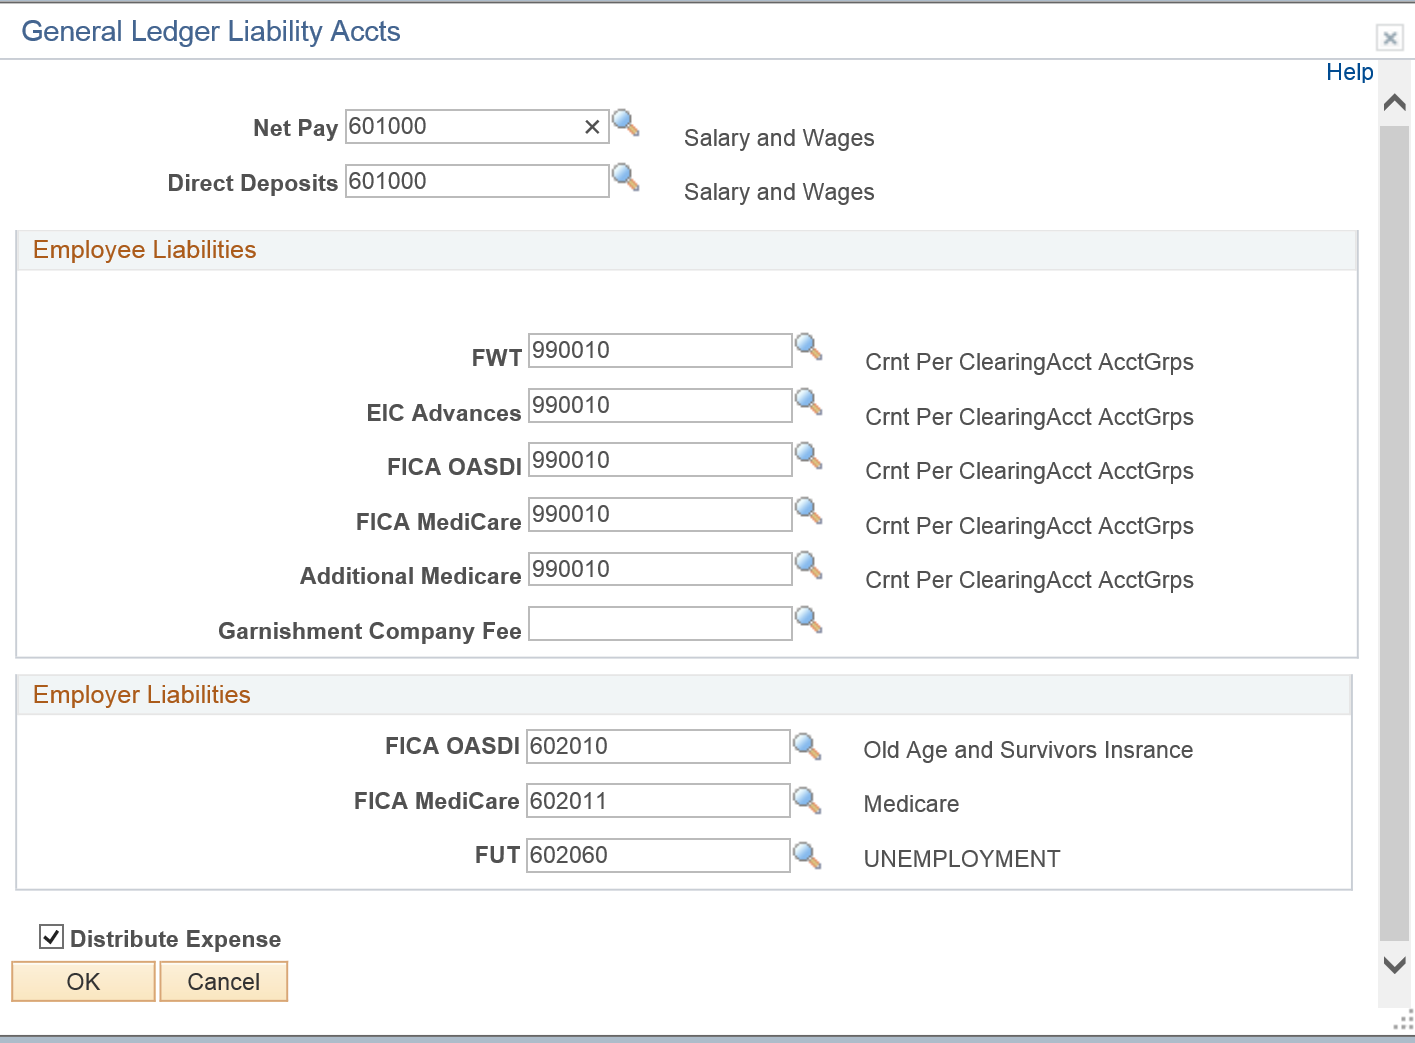 General Ledger Liability Accts
Help
Net Pay 601000 Salary and Wages
Direct Deposits 601000 Salary and Wages
Employee Liabilities
FWT 990010 Crnt Per ClearingAcct AcctGrps
EIC Advances 990010 Crnt Per ClearingAcct AcctGrps
FICA OASDI 990010 Crnt Per ClearingAcct AcctGrps
FICA MediCare 990010 Crnt Per ClearingAcct AcctGrps
Additional Medicare 990010 Crnt Per ClearingAcct AcctGrps
Garnishment Company Fee
Employer Liabilities
FICA OASDI 602010 Old Age and Survivors Insrance
FICA MediCare 602011 Medicare
FUT 602060 UNEMPLOYMENT
Distribute Expense
OK Cancel